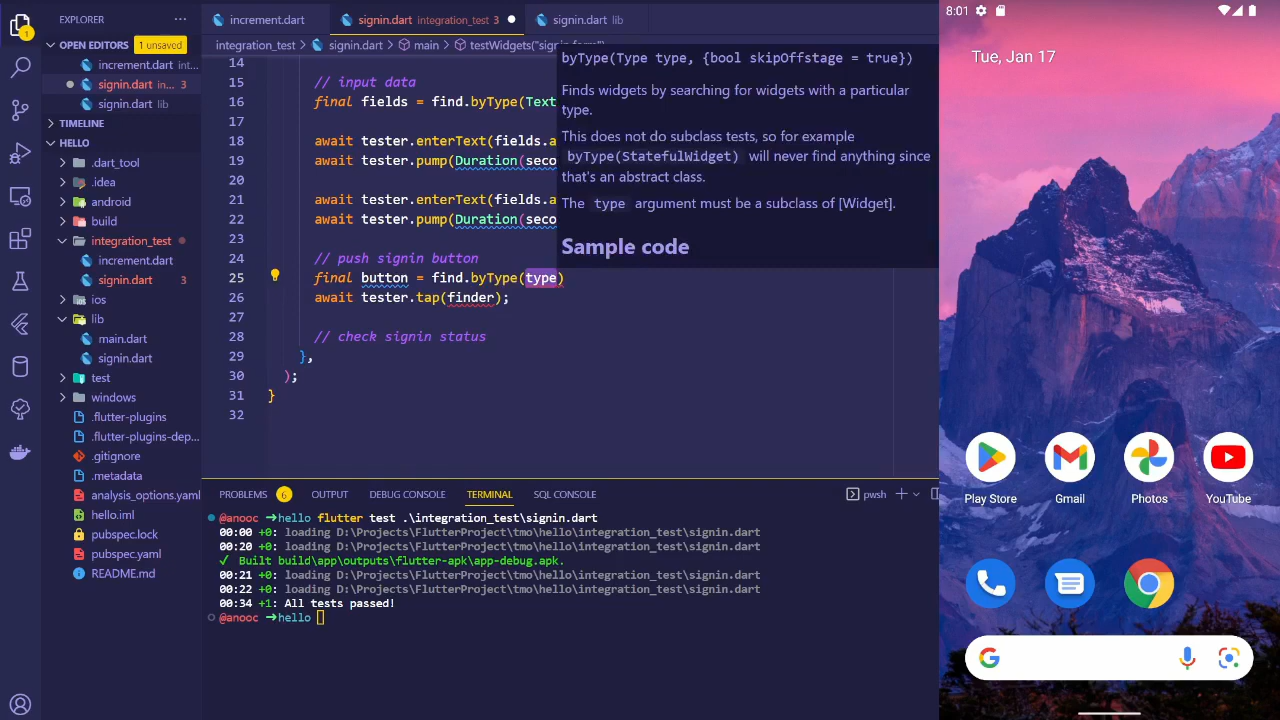 EXPLORER
OPEN EDITORS
1 unsaved
increment.dart int...
signin.dart in... 3
signin.dart lib
TIMELINE
HELLO
.dart_tool
.idea
android
build
integration_test
increment.dart
signin.dart 3
ios
lib
main.dart
signin.dart
test
windows
.flutter-plugins
.flutter-plugins-dep...
.gitignore
.metadata
analysis_options.yaml
hello.iml
pubspec.lock
pubspec.yaml
README.md
1
increment.dart
signin.dart integration_test 3
signin.dart lib
integration_test > signin.dart > main > testWidgets("signin form")
14
15 // input data
16 final fields = find.byType(Text
17
18 await tester.enterText(fields.a
19 await tester.pump(Duration(seco
20
21 await tester.enterText(fields.a
22 await tester.pump(Duration(seco
23
24 // push signin button
25 final button = find.byType(type)
26 await tester.tap(finder);
27
28 // check signin status
29 },
30 );
31 }
32
byType(Type type, {bool skipOffstage = true})
Finds widgets by searching for widgets with a particular
type.
This does not do subclass tests, so for example
byType(StatefulWidget) will never find anything since
that's an abstract class.
The type argument must be a subclass of [Widget].
Sample code
PROBLEMS 6 OUTPUT DEBUG CONSOLE TERMINAL SQL CONSOLE
pwsh
@anooc ➜hello flutter test .\integration_test\signin.dart
00:00 +0: loading D:\Projects\FlutterProject\tmo\hello\integration_test\signin.dart
00:20 +0: loading D:\Projects\FlutterProject\tmo\hello\integration_test\signin.dart
✓ Built build\app\outputs\flutter-apk\app-debug.apk.
00:21 +0: loading D:\Projects\FlutterProject\tmo\hello\integration_test\signin.dart
00:22 +0: loading D:\Projects\FlutterProject\tmo\hello\integration_test\signin.dart
00:34 +1: All tests passed!
@anooc ➜hello
8:01
Tue, Jan 17
Play Store
Gmail
Photos
YouTube